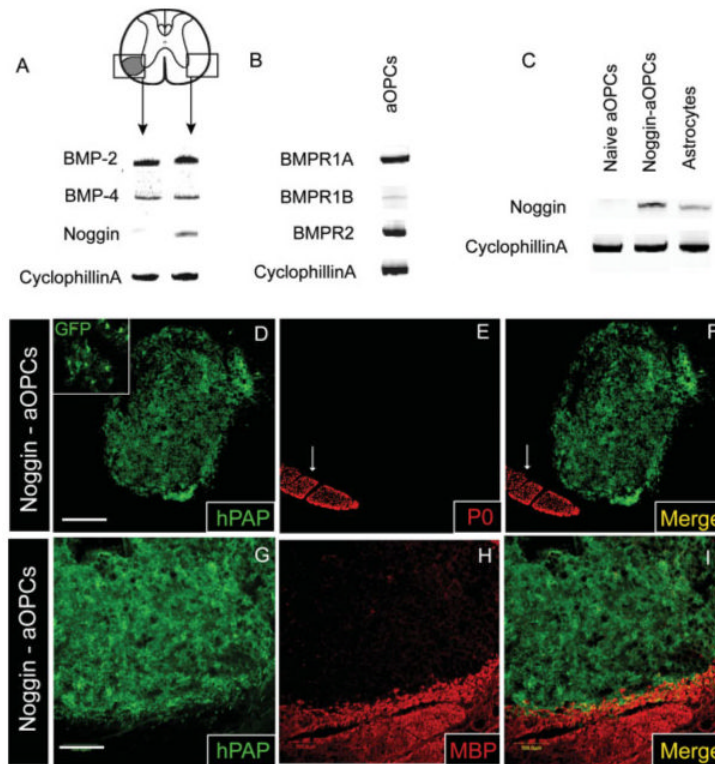 A
BMP-2
BMP-4
Noggin
CyclophillinA
B
aOPCs
BMPR1A
BMPR1B
BMPR2
CyclophillinA
C
Naive aOPCs
Noggin-aOPCs
Astrocytes
Noggin
CyclophillinA
Noggin - aOPCs
GFP
D
hPAP
E
P0
F
Merge
Noggin - aOPCs
G
hPAP
H
MBP
I
Merge